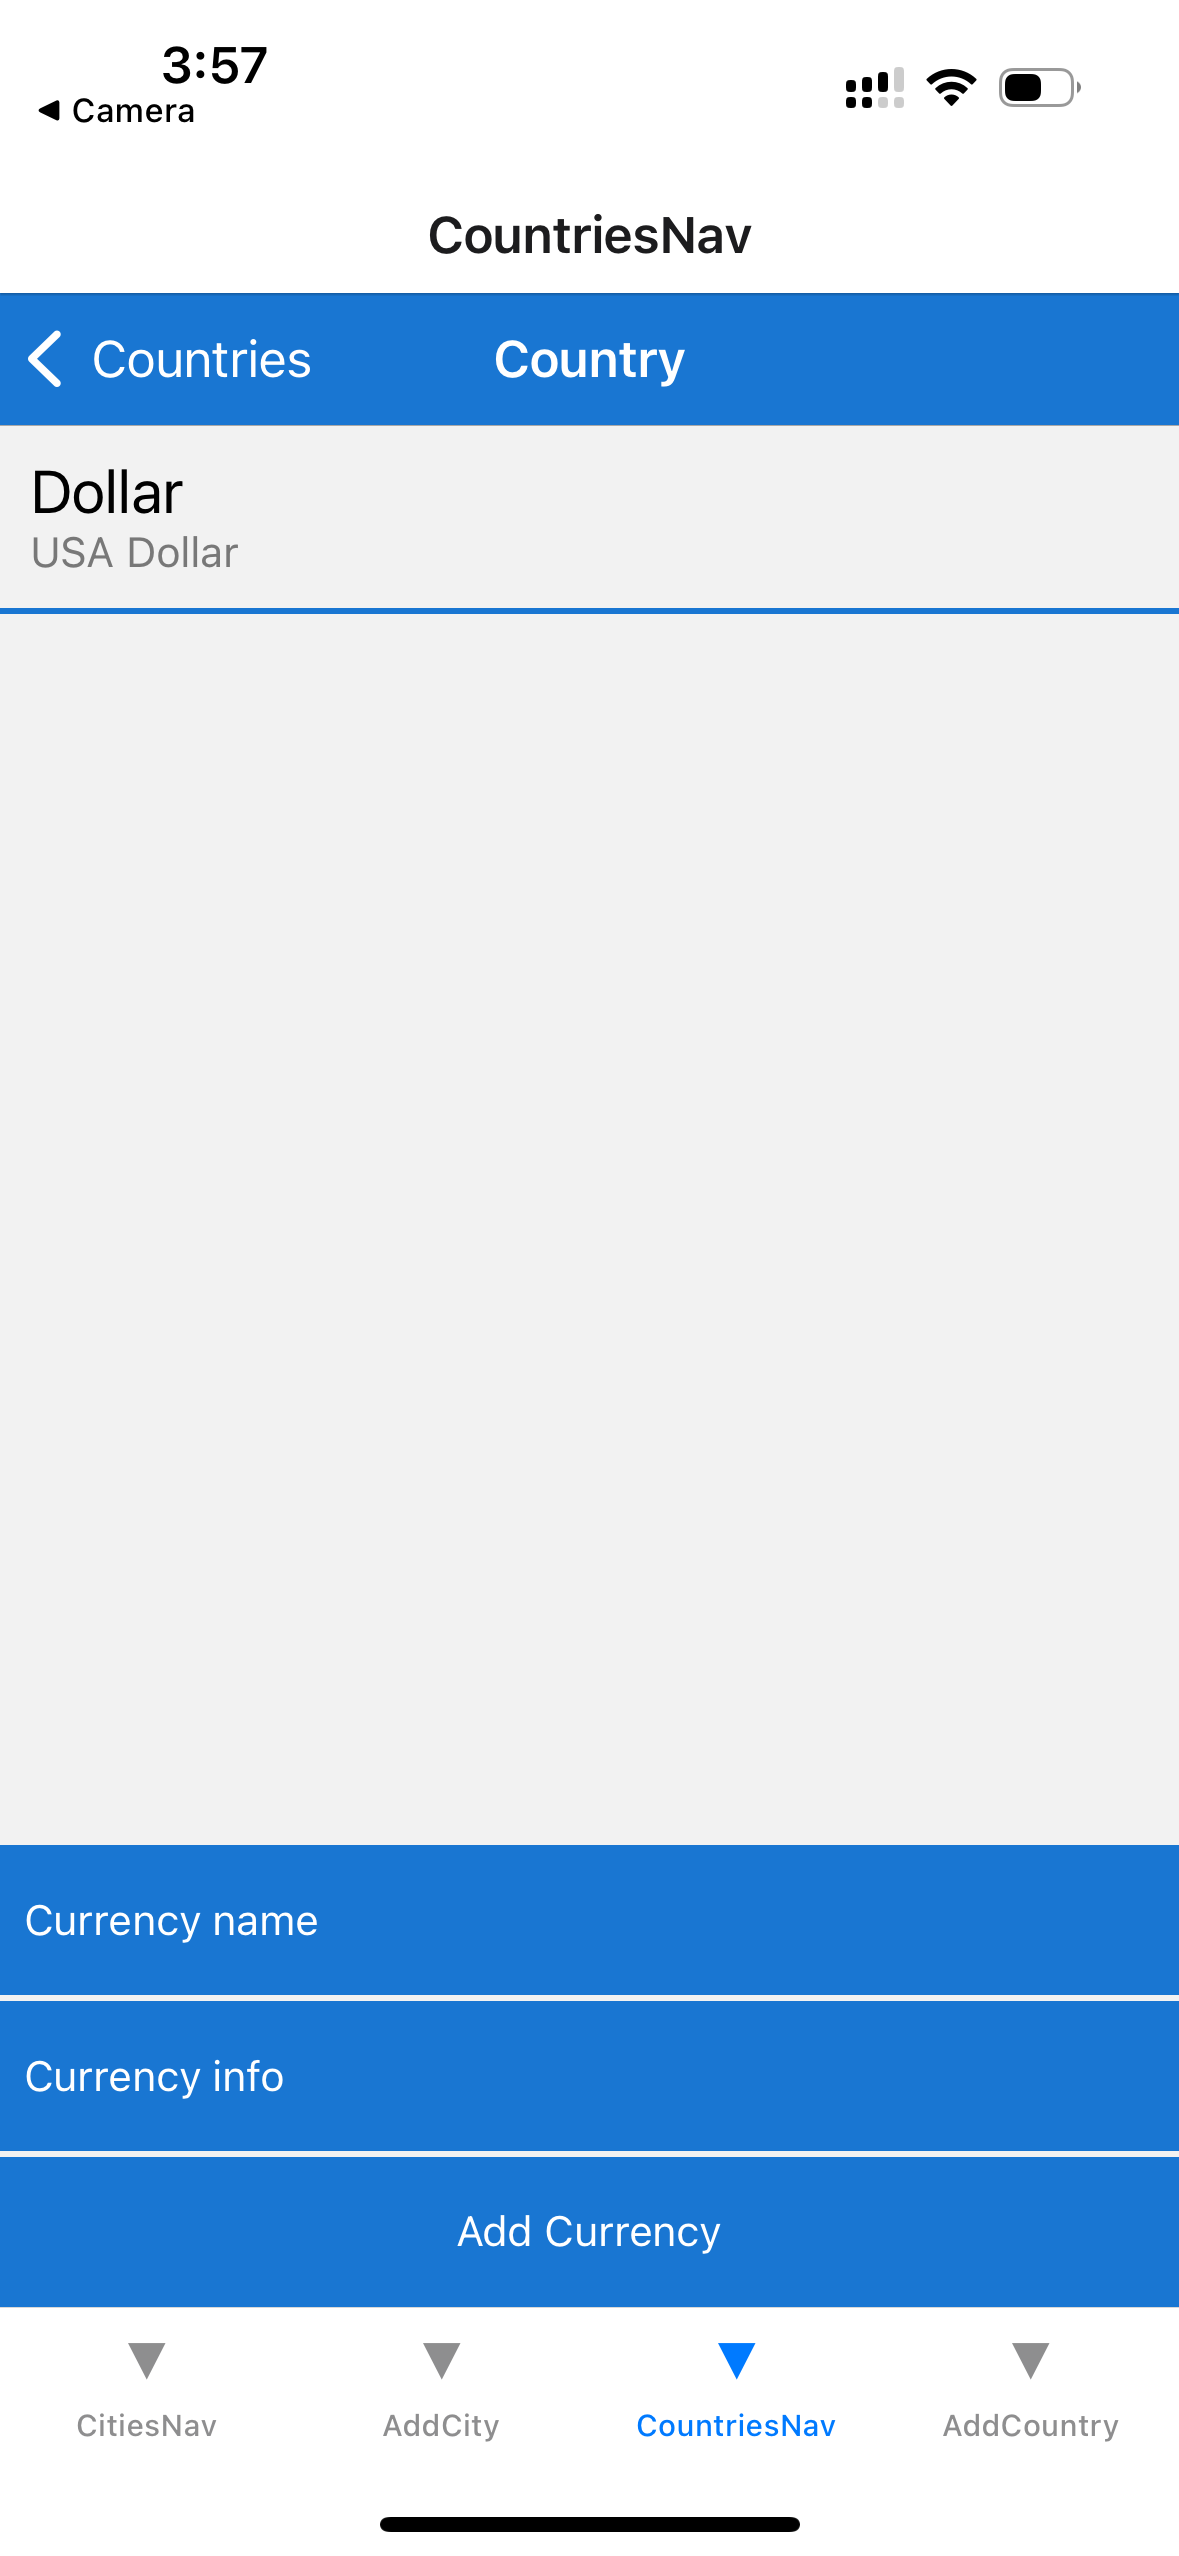 3:57
Camera
CountriesNav
Countries
Country
Dollar
USA Dollar
Currency name
Currency info
Add Currency
CitiesNav
AddCity
CountriesNav
AddCountry